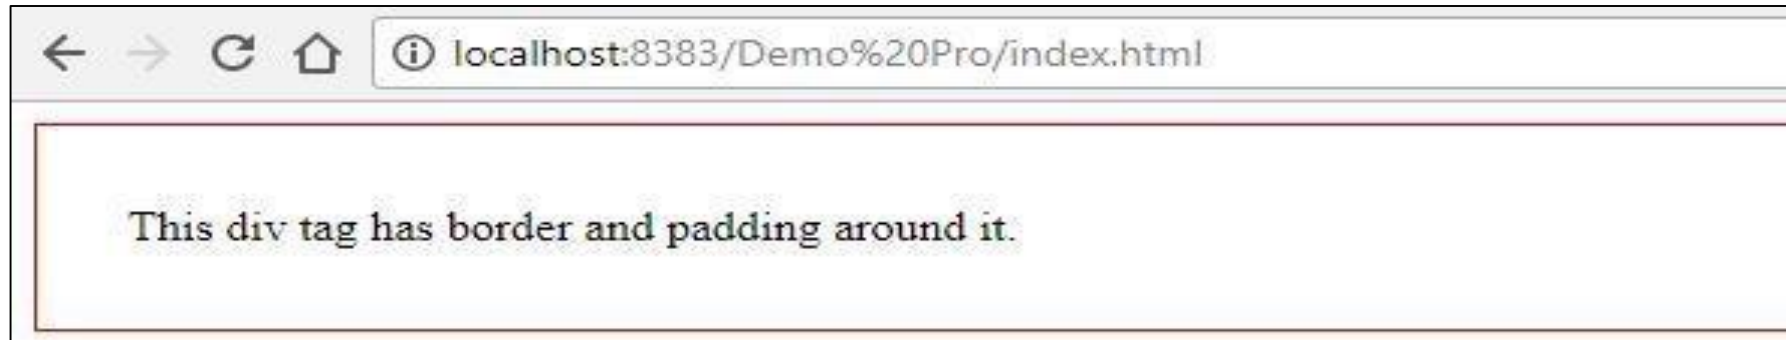 localhost:8383/Demo%20Pro/index.html
This div tag has border and padding around it.